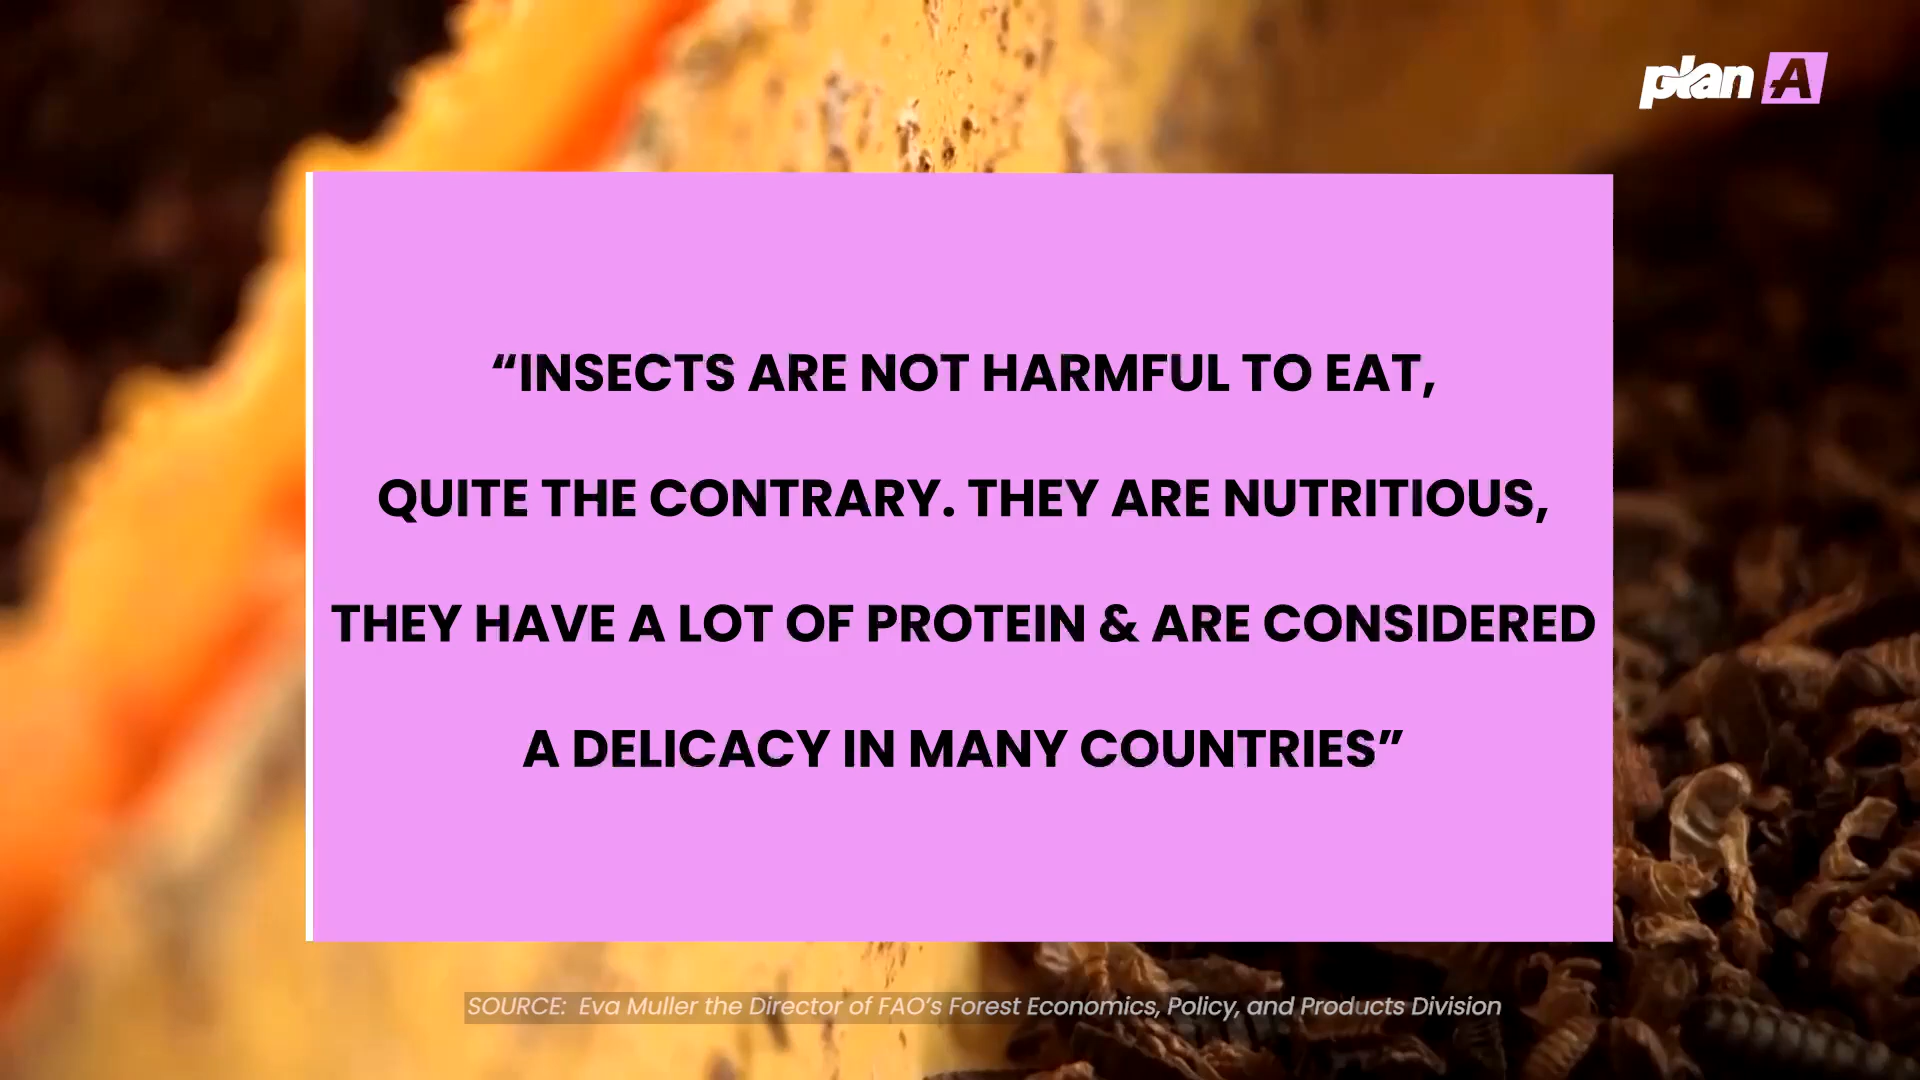 plan A
“INSECTS ARE NOT HARMFUL TO EAT,
QUITE THE CONTRARY. THEY ARE NUTRITIOUS,
THEY HAVE A LOT OF PROTEIN & ARE CONSIDERED
A DELICACY IN MANY COUNTRIES”
SOURCE: Eva Muller the Director of FAO’s Forest Economics, Policy, and Products Division